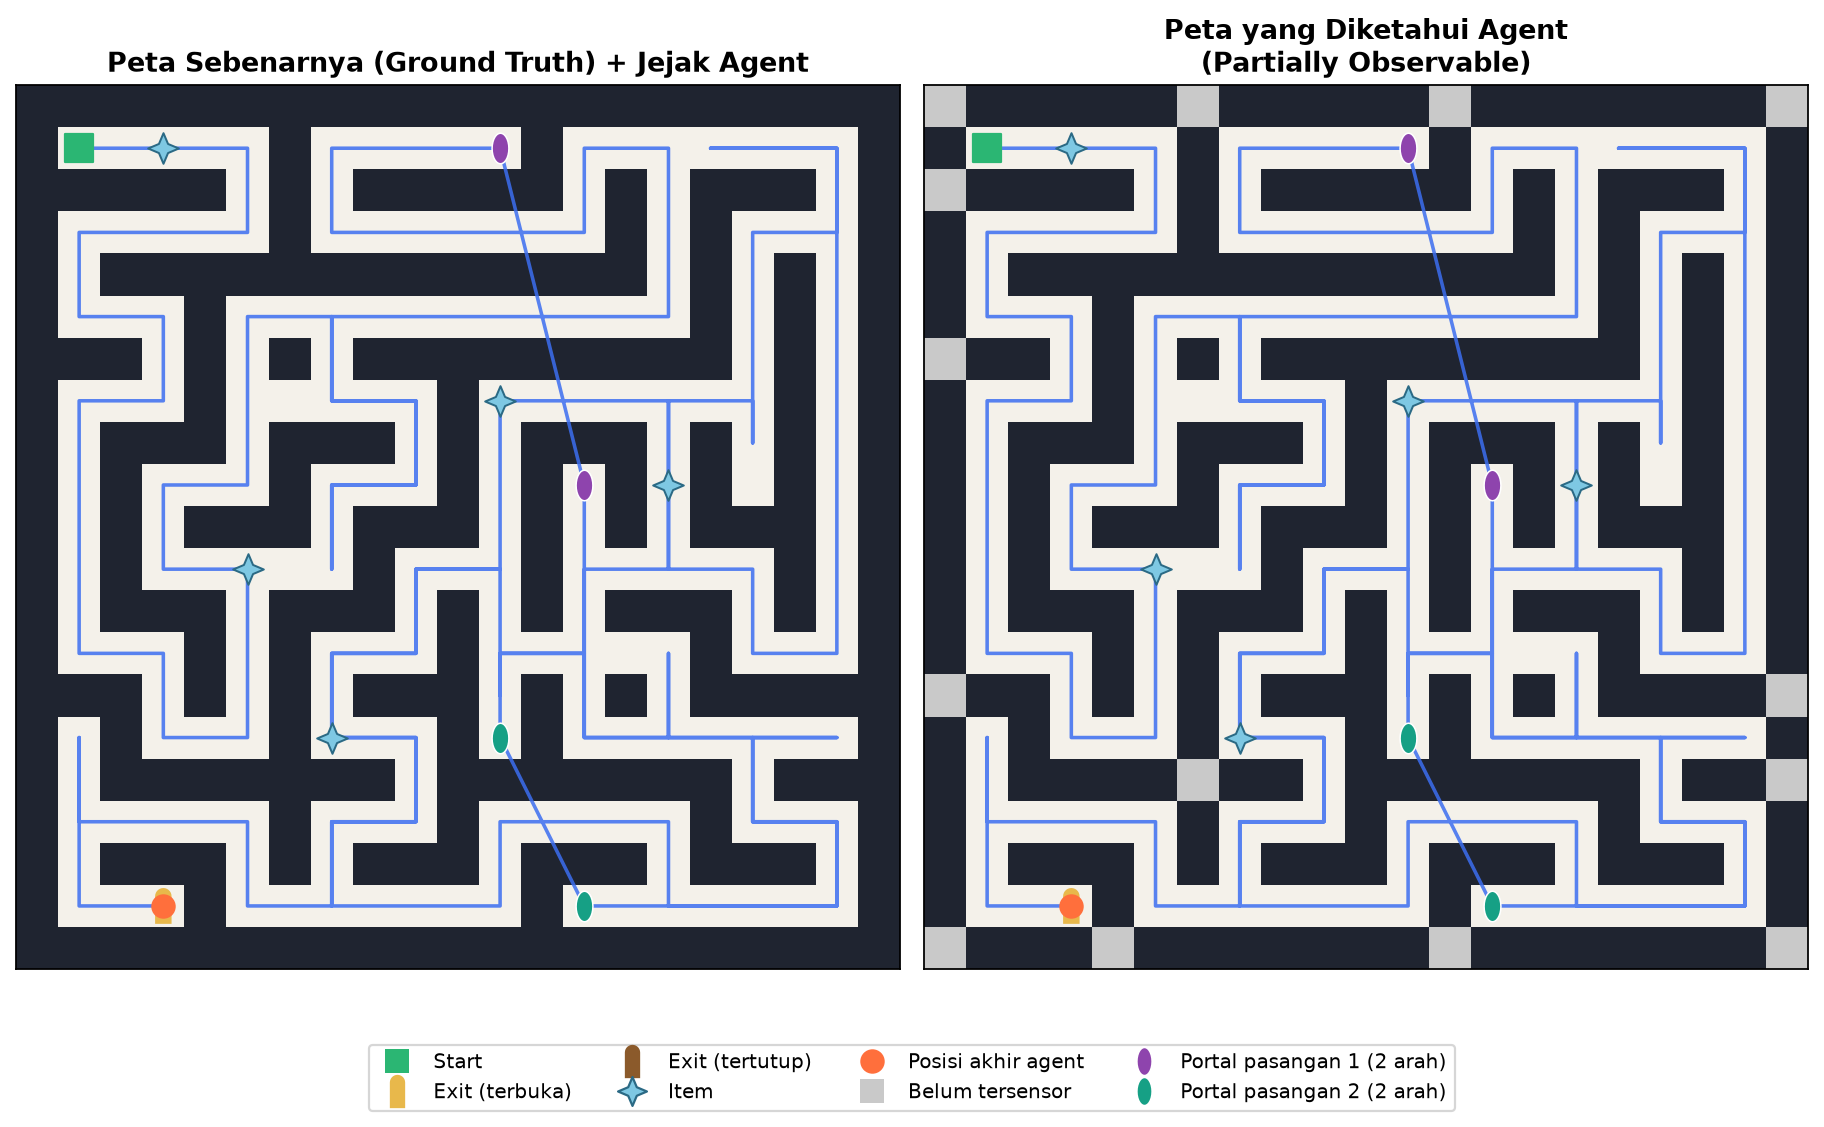 Peta Sebenarnya (Ground Truth) + Jejak Agent
Peta yang Diketahui Agent
(Partially Observable)
Start
Exit (terbuka)
Exit (tertutup)
Item
Posisi akhir agent
Belum tersensor
Portal pasangan 1 (2 arah)
Portal pasangan 2 (2 arah)